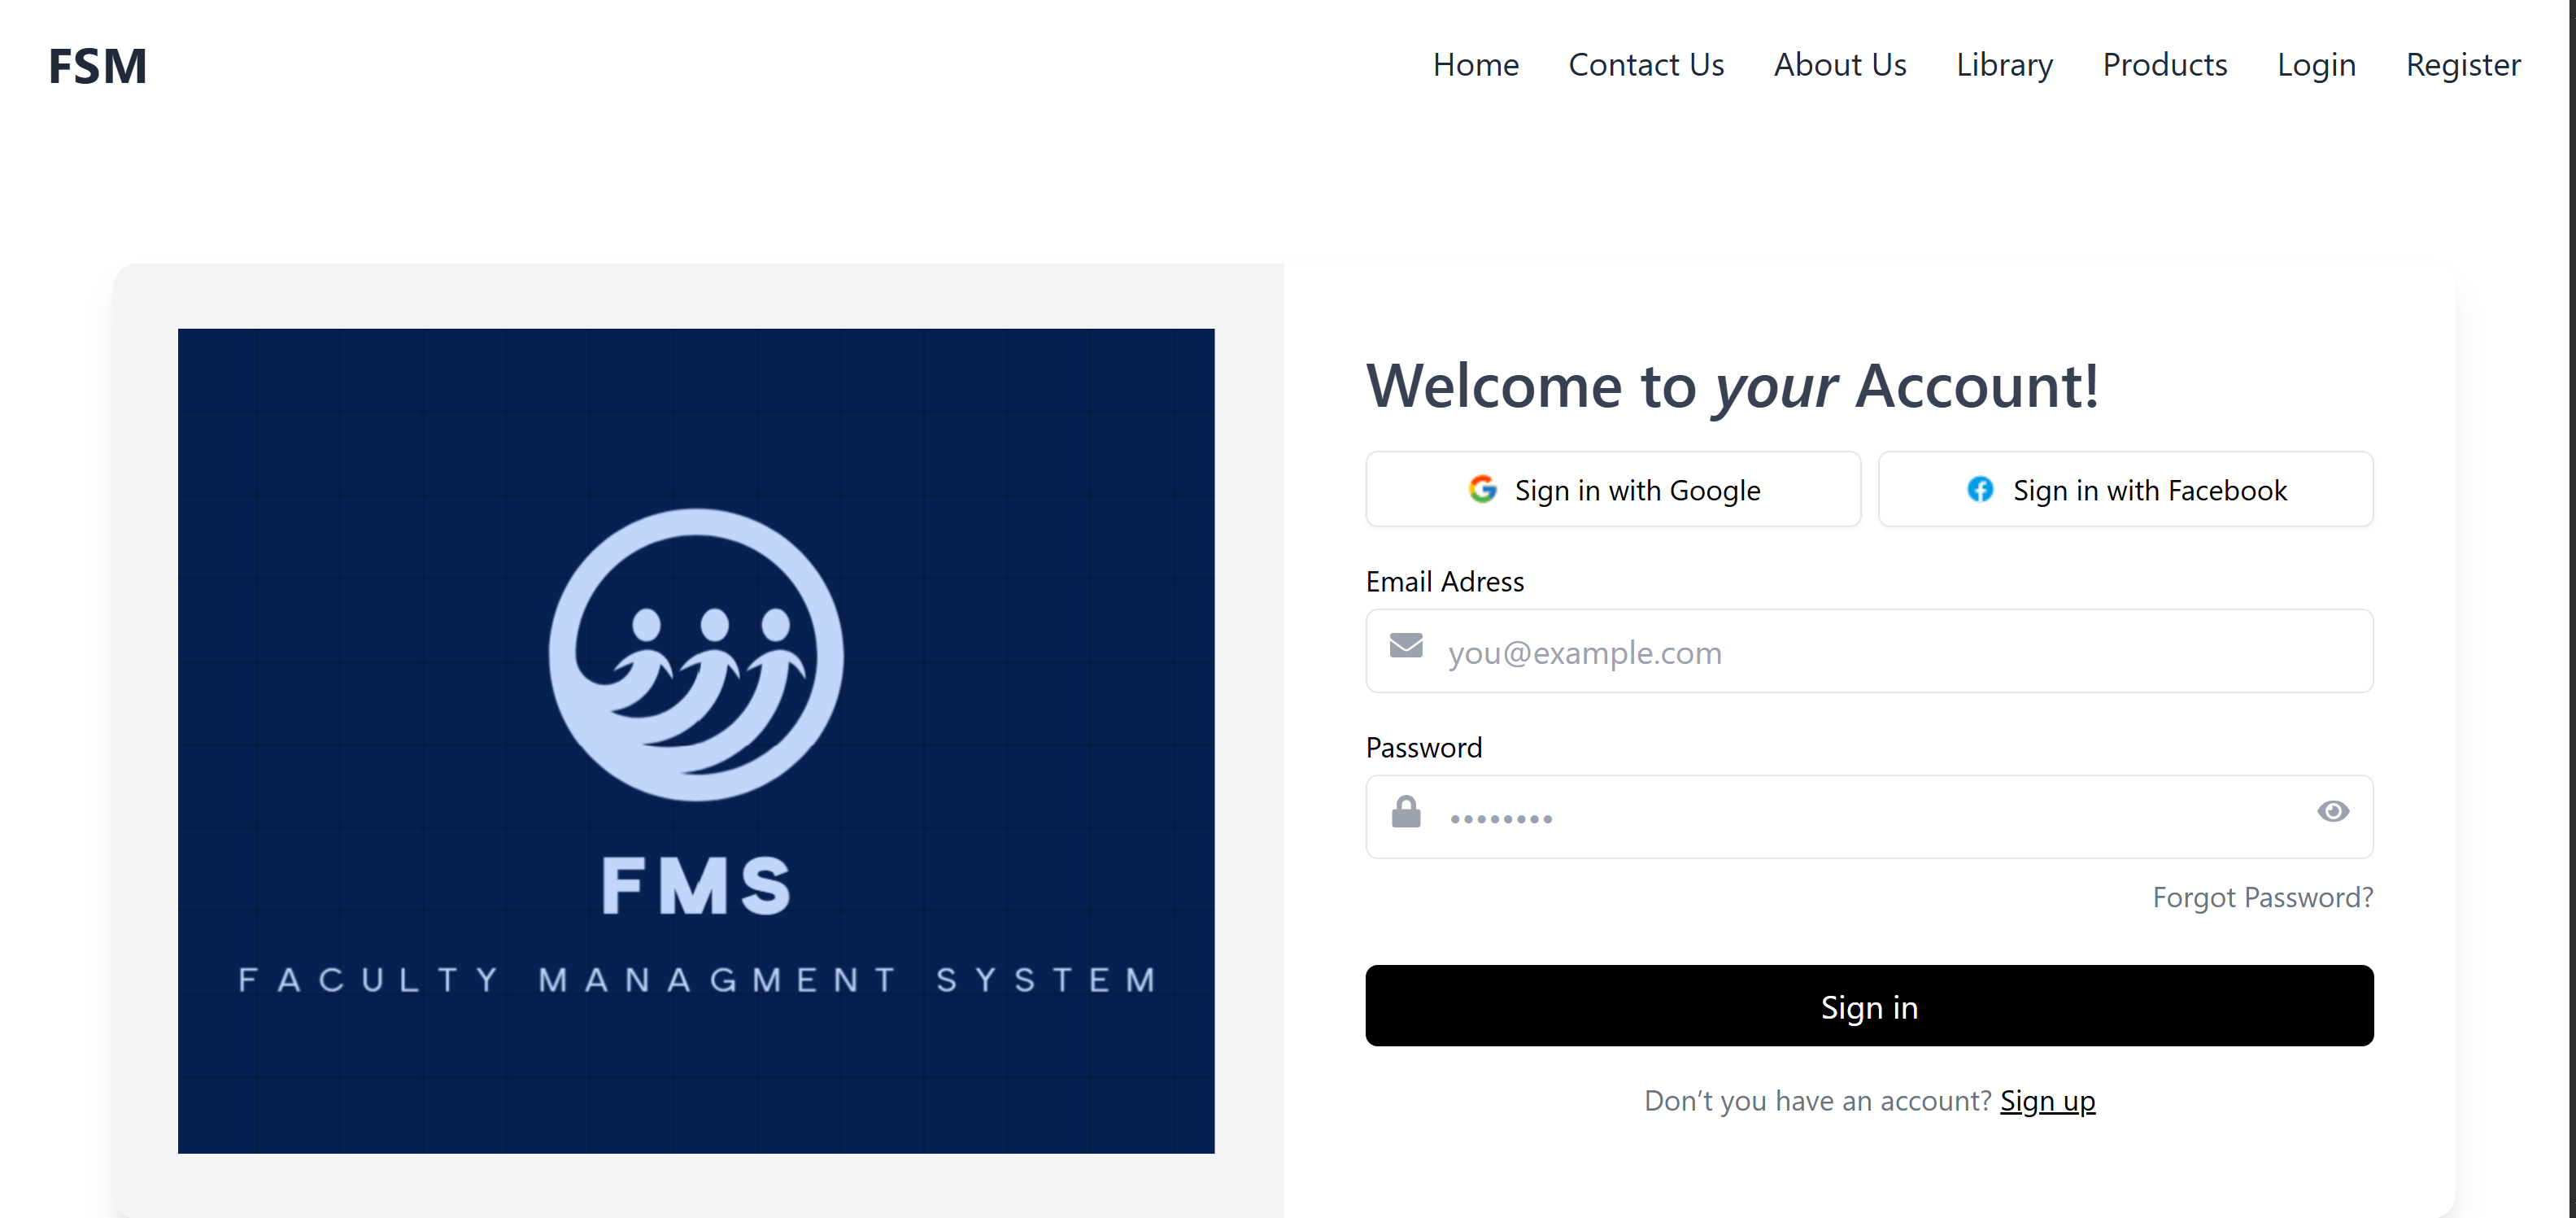 FSM
Home Contact Us About Us Library Products Login Register
FMS
FACULTY MANAGMENT SYSTEM
Welcome to your Account!
Sign in with Google Sign in with Facebook
Email Adress
you@example.com
Password
••••••••
Forgot Password?
Sign in
Don’t you have an account? Sign up